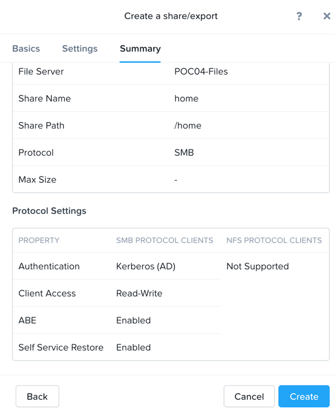 Create a share/export ? ×
Basics Settings Summary
File Server POC04-Files
Share Name home
Share Path /home
Protocol SMB
Max Size -
Protocol Settings
PROPERTY SMB PROTOCOL CLIENTS NFS PROTOCOL CLIENTS
Authentication Kerberos (AD) Not Supported
Client Access Read-Write
ABE Enabled
Self Service Restore Enabled
Back Cancel Create